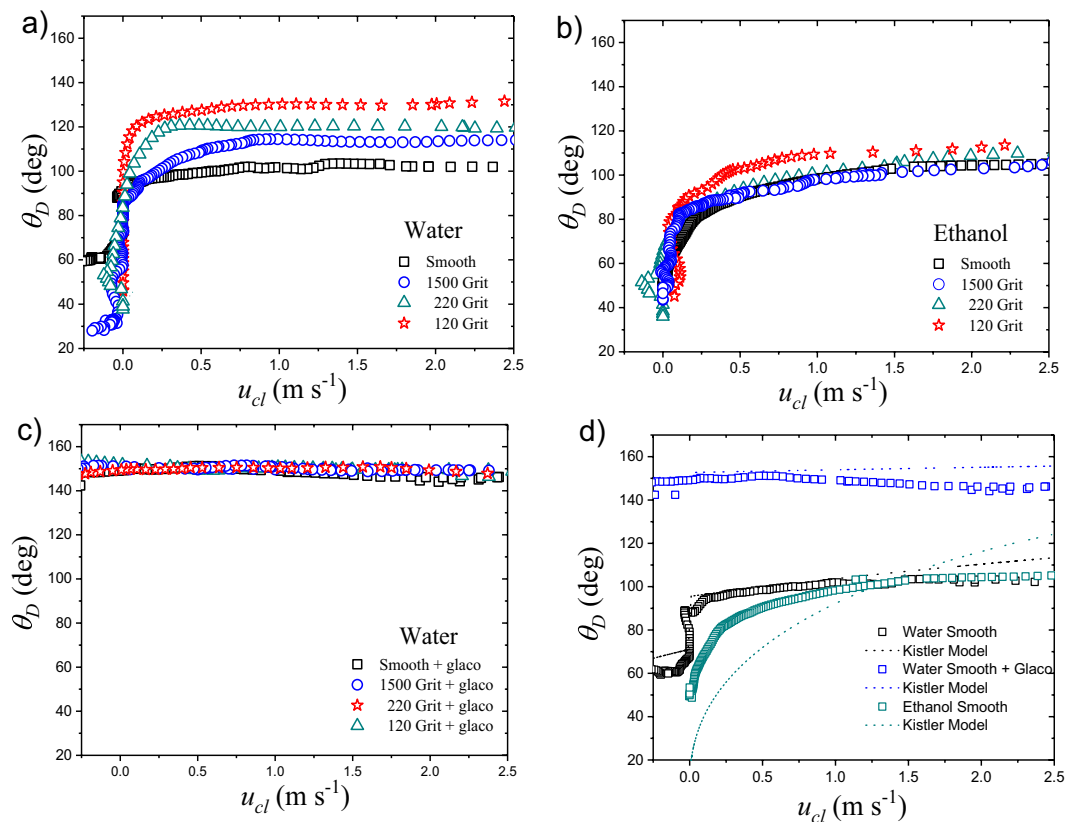 a)
160
140
120
100
80
60
40
20
θD (deg)
Water
Smooth
1500 Grit
220 Grit
120 Grit
0.0 0.5 1.0 1.5 2.0 2.5
ucl (m s-1)
b)
160
140
120
100
80
60
40
20
θD (deg)
Ethanol
Smooth
1500 Grit
220 Grit
120 Grit
0.0 0.5 1.0 1.5 2.0 2.5
ucl (m s-1)
c)
160
140
120
100
80
60
40
20
θD (deg)
Water
Smooth + glaco
1500 Grit + glaco
220 Grit + glaco
120 Grit + glaco
0.0 0.5 1.0 1.5 2.0 2.5
ucl (m s-1)
d)
160
140
120
100
80
60
40
20
θD (deg)
Water Smooth
Kistler Model
Water Smooth + Glaco
Kistler Model
Ethanol Smooth
Kistler Model
0.0 0.5 1.0 1.5 2.0 2.5
ucl (m s-1)